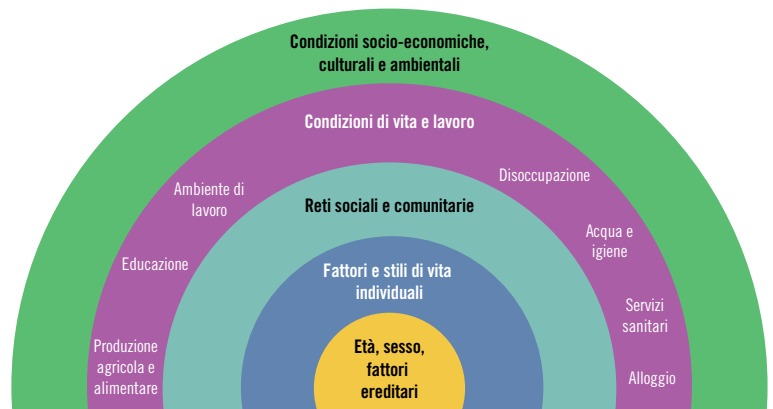 Condizioni socio-economiche,
culturali e ambientali
Condizioni di vita e lavoro
Disoccupazione
Ambiente di
lavoro
Reti sociali e comunitarie
Acqua e
igiene
Educazione
Fattori e stili di vita
individuali
Servizi
sanitari
Produzione
agricola e
alimentare
Età, sesso,
fattori
ereditari
Alloggio